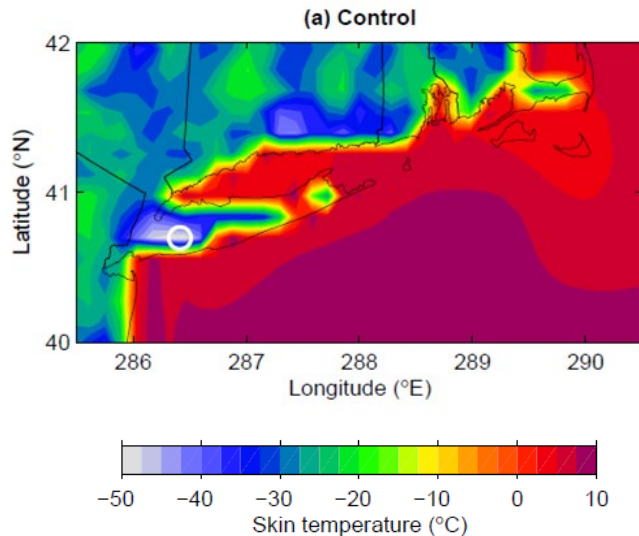 (a) Control
42
41
40
Latitude (°N)
286 287 288 289 290
Longitude (°E)
−50 −40 −30 −20 −10 0 10
Skin temperature (°C)